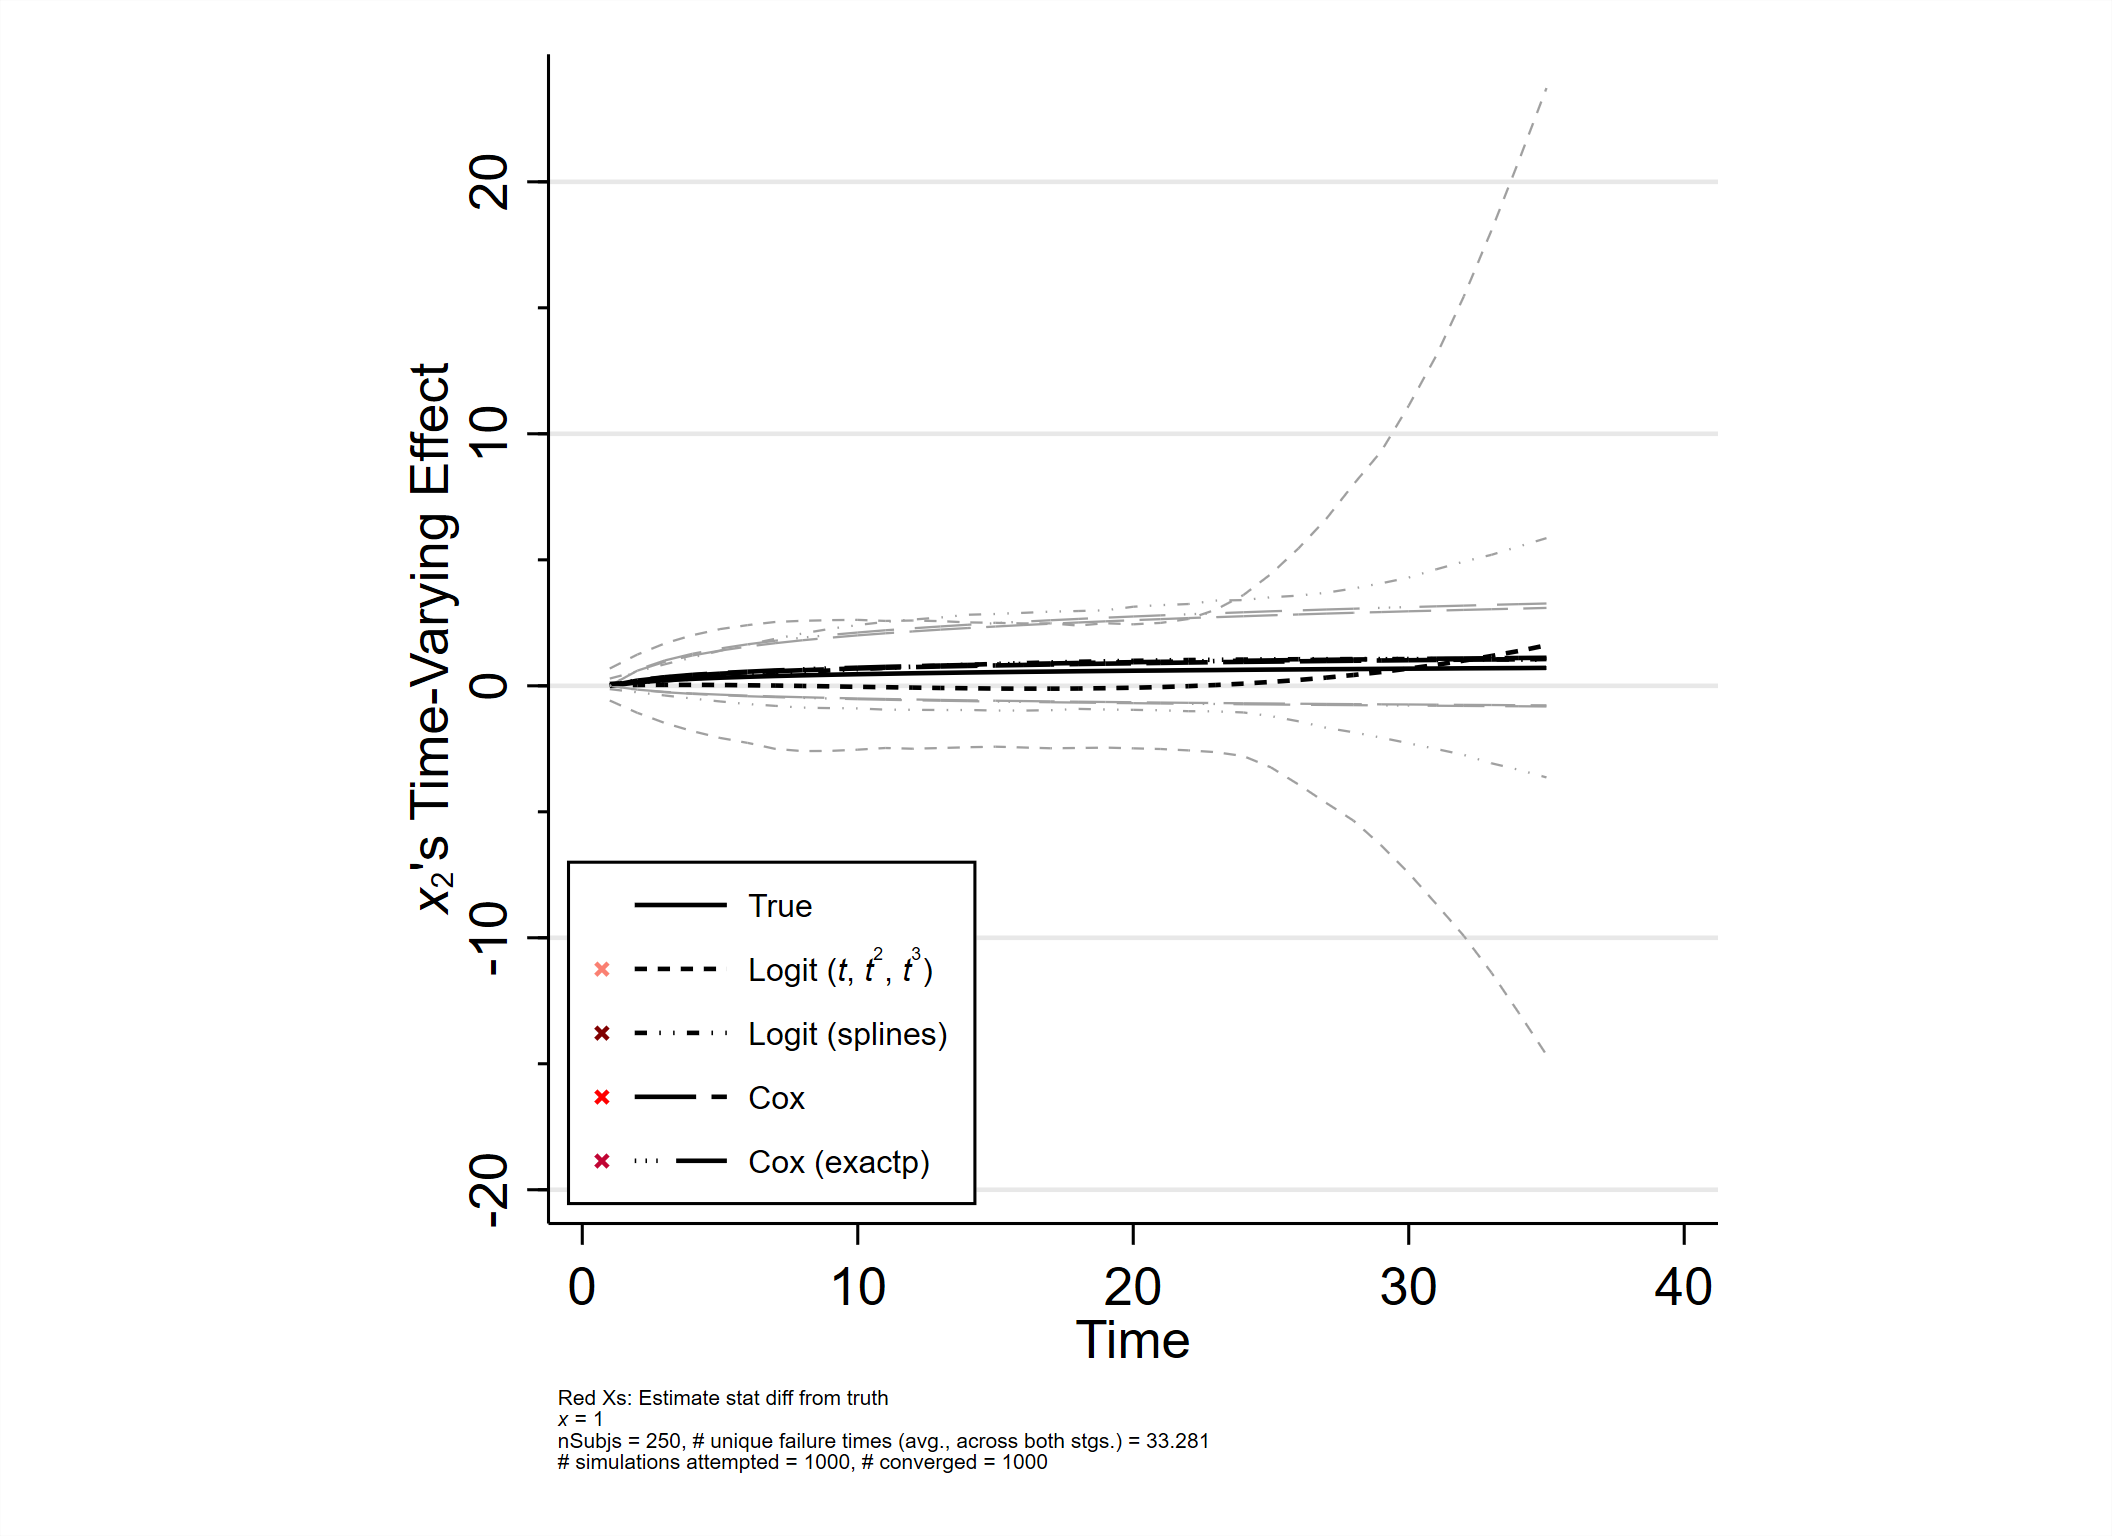 20
10
0
-10
-20
x₂'s Time-Varying Effect
True
Logit (t, t², t³)
Logit (splines)
Cox
Cox (exactp)
0 10 20 30 40
Time
Red Xs: Estimate stat diff from truth
x = 1
nSubjs = 250, # unique failure times (avg., across both stgs.) = 33.281
# simulations attempted = 1000, # converged = 1000